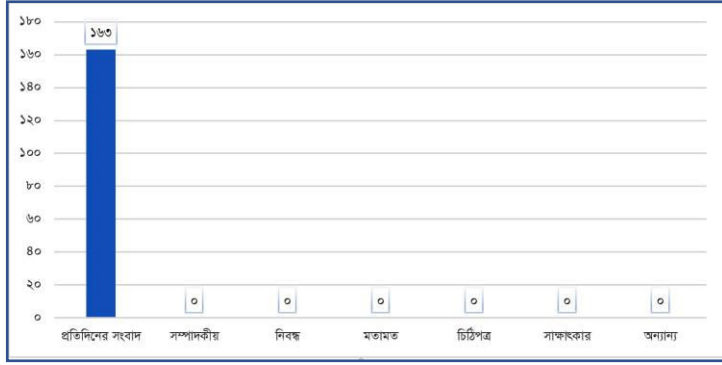 ১৮০
১৬০
১৪০
১২০
১০০
৮০
৬০
৪০
২০
০
১৬৩
০
০
০
০
০
০
প্রতিদিনের সংবাদ
সম্পাদকীয়
নিবন্ধ
মতামত
চিঠিপত্র
সাক্ষাৎকার
অন্যান্য